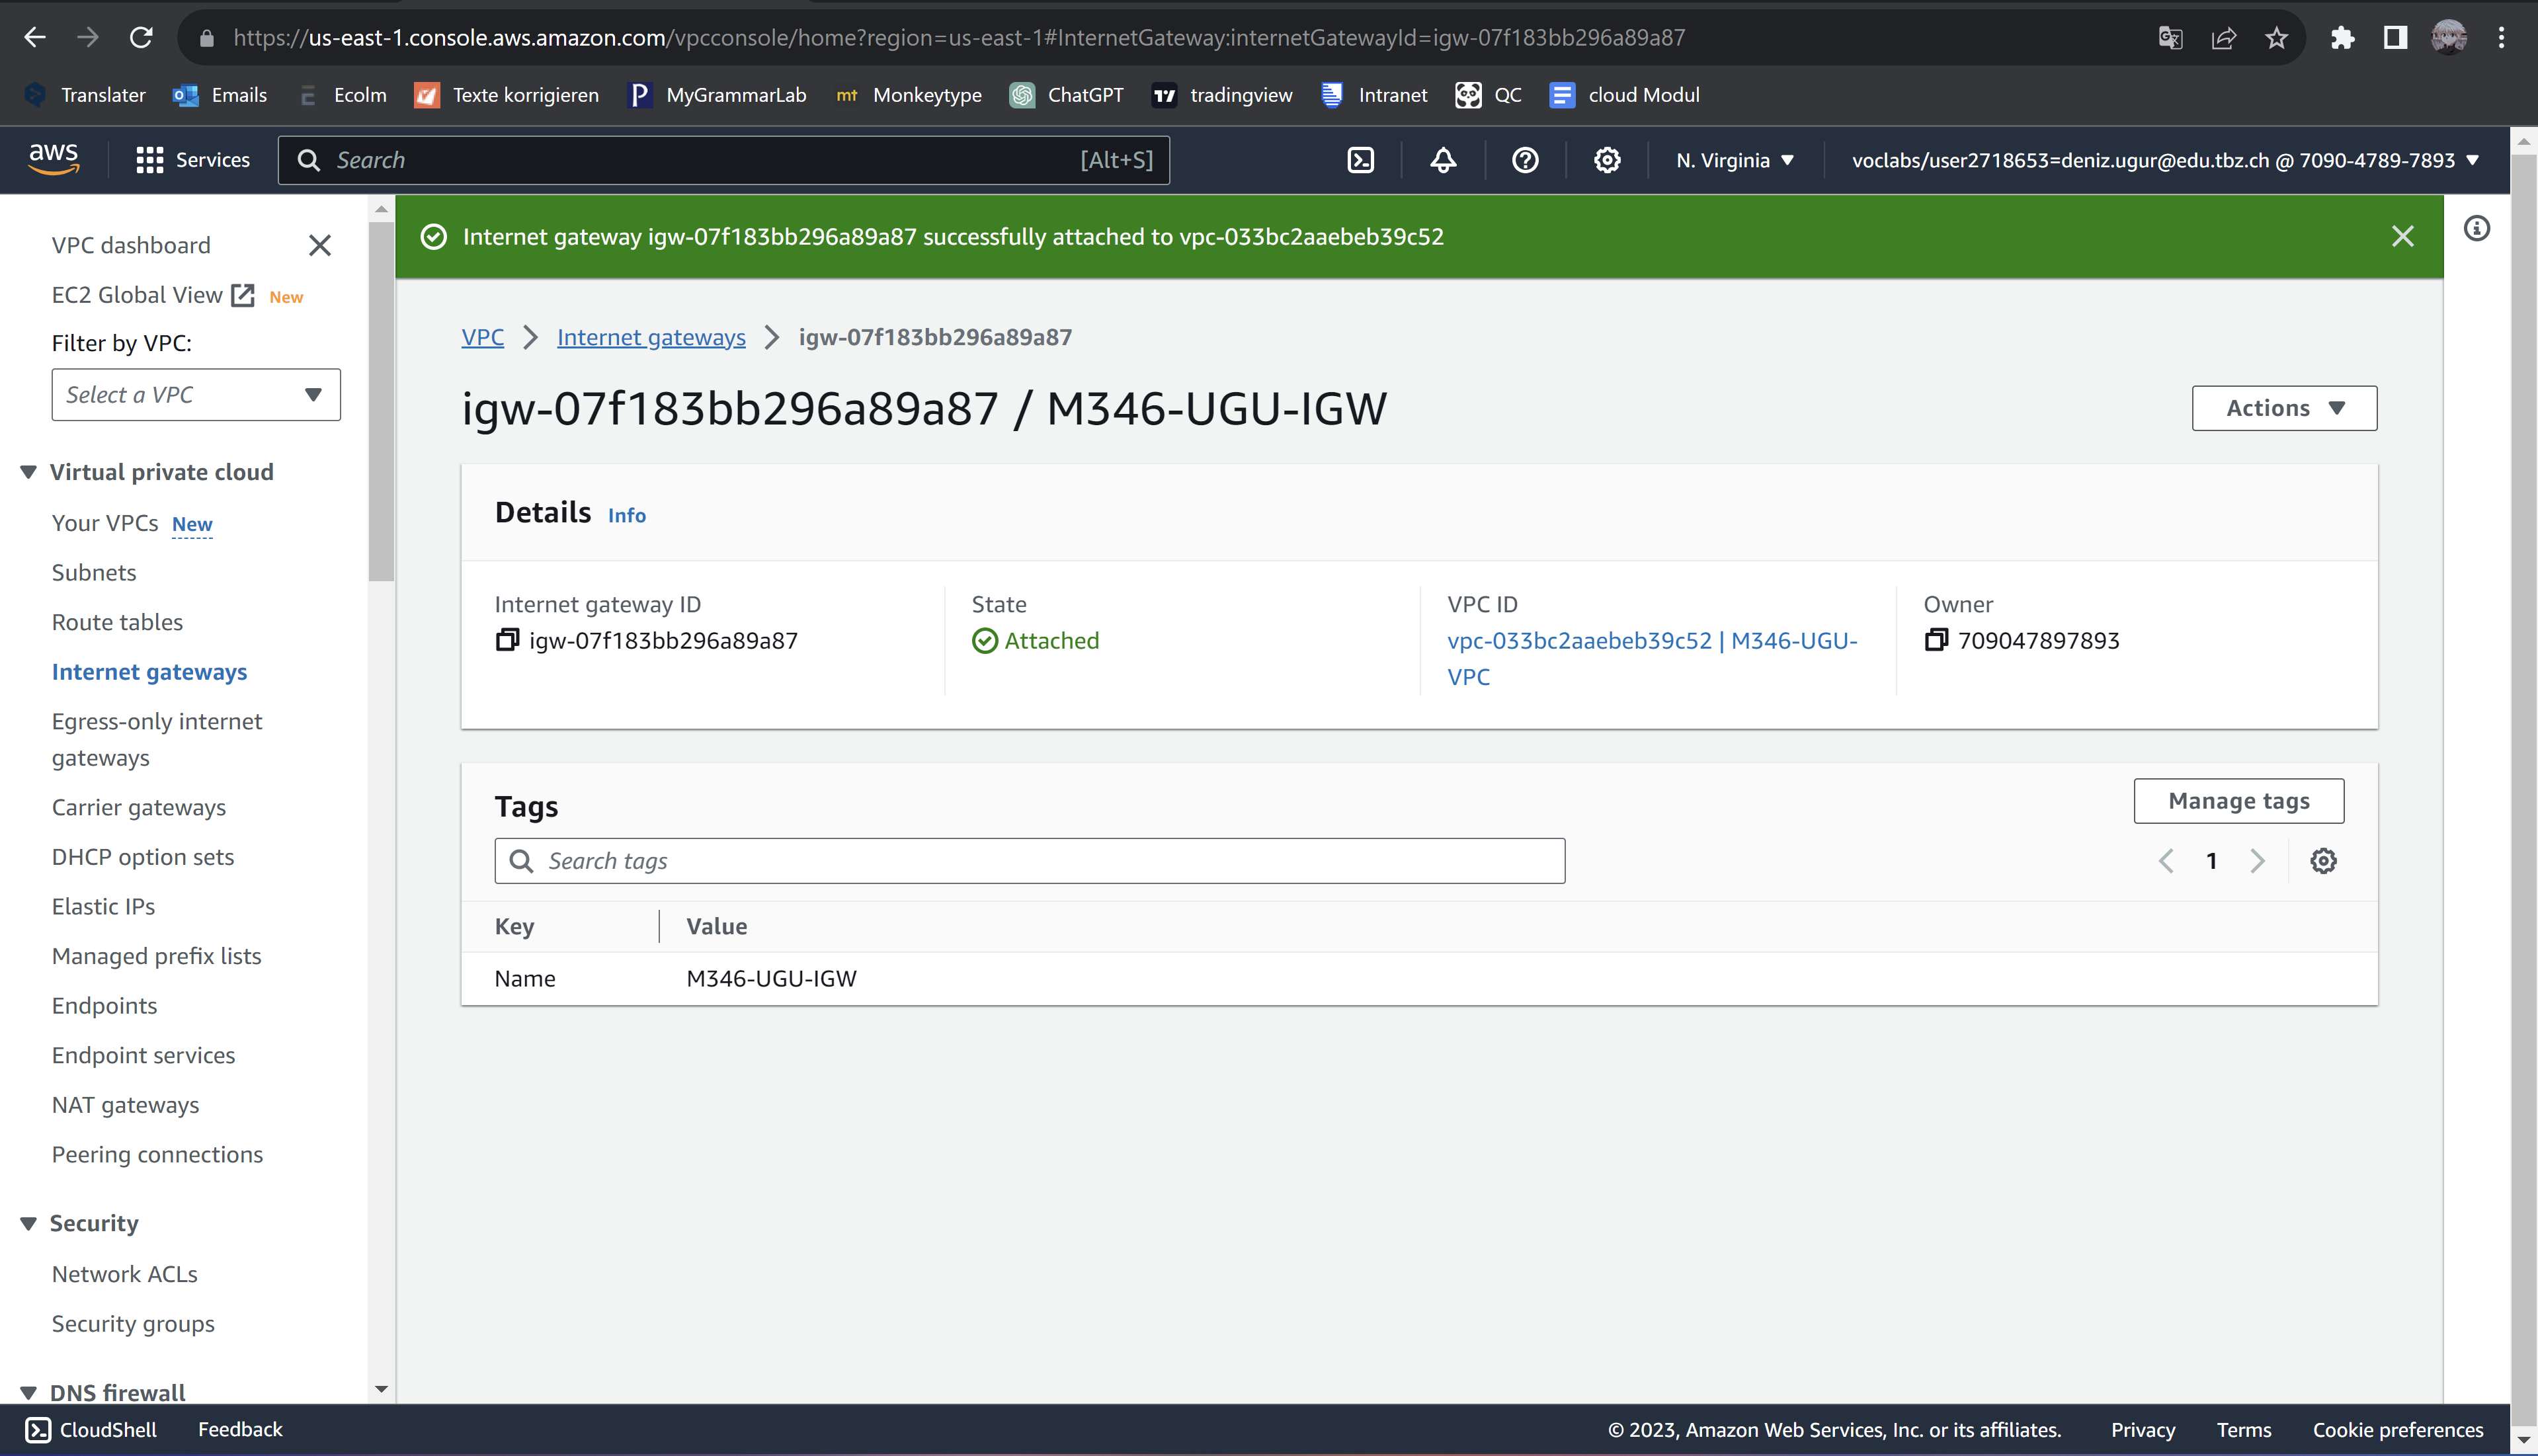 https://us-east-1.console.aws.amazon.com/vpcconsole/home?region=us-east-1#InternetGateway:internetGatewayId=igw-07f183bb296a89a87
Translater Emails Ecolm Texte korrigieren MyGrammarLab mt Monkeytype ChatGPT tradingview Intranet QC cloud Modul
aws Services Search [Alt+S] N. Virginia voclabs/user2718653=deniz.ugur@edu.tbz.ch @ 7090-4789-7893
VPC dashboard
EC2 Global View New
Filter by VPC:
Select a VPC
Virtual private cloud
Your VPCs New
Subnets
Route tables
Internet gateways
Egress-only internet
gateways
Carrier gateways
DHCP option sets
Elastic IPs
Managed prefix lists
Endpoints
Endpoint services
NAT gateways
Peering connections
Security
Network ACLs
Security groups
DNS firewall
Internet gateway igw-07f183bb296a89a87 successfully attached to vpc-033bc2aaebeb39c52
VPC Internet gateways igw-07f183bb296a89a87
igw-07f183bb296a89a87 / M346-UGU-IGW
Actions
Details Info
Internet gateway ID
igw-07f183bb296a89a87
State
Attached
VPC ID
vpc-033bc2aaebeb39c52 | M346-UGU-
VPC
Owner
709047897893
Tags
Manage tags
Search tags
1
Key Value
Name M346-UGU-IGW
CloudShell Feedback © 2023, Amazon Web Services, Inc. or its affiliates. Privacy Terms Cookie preferences